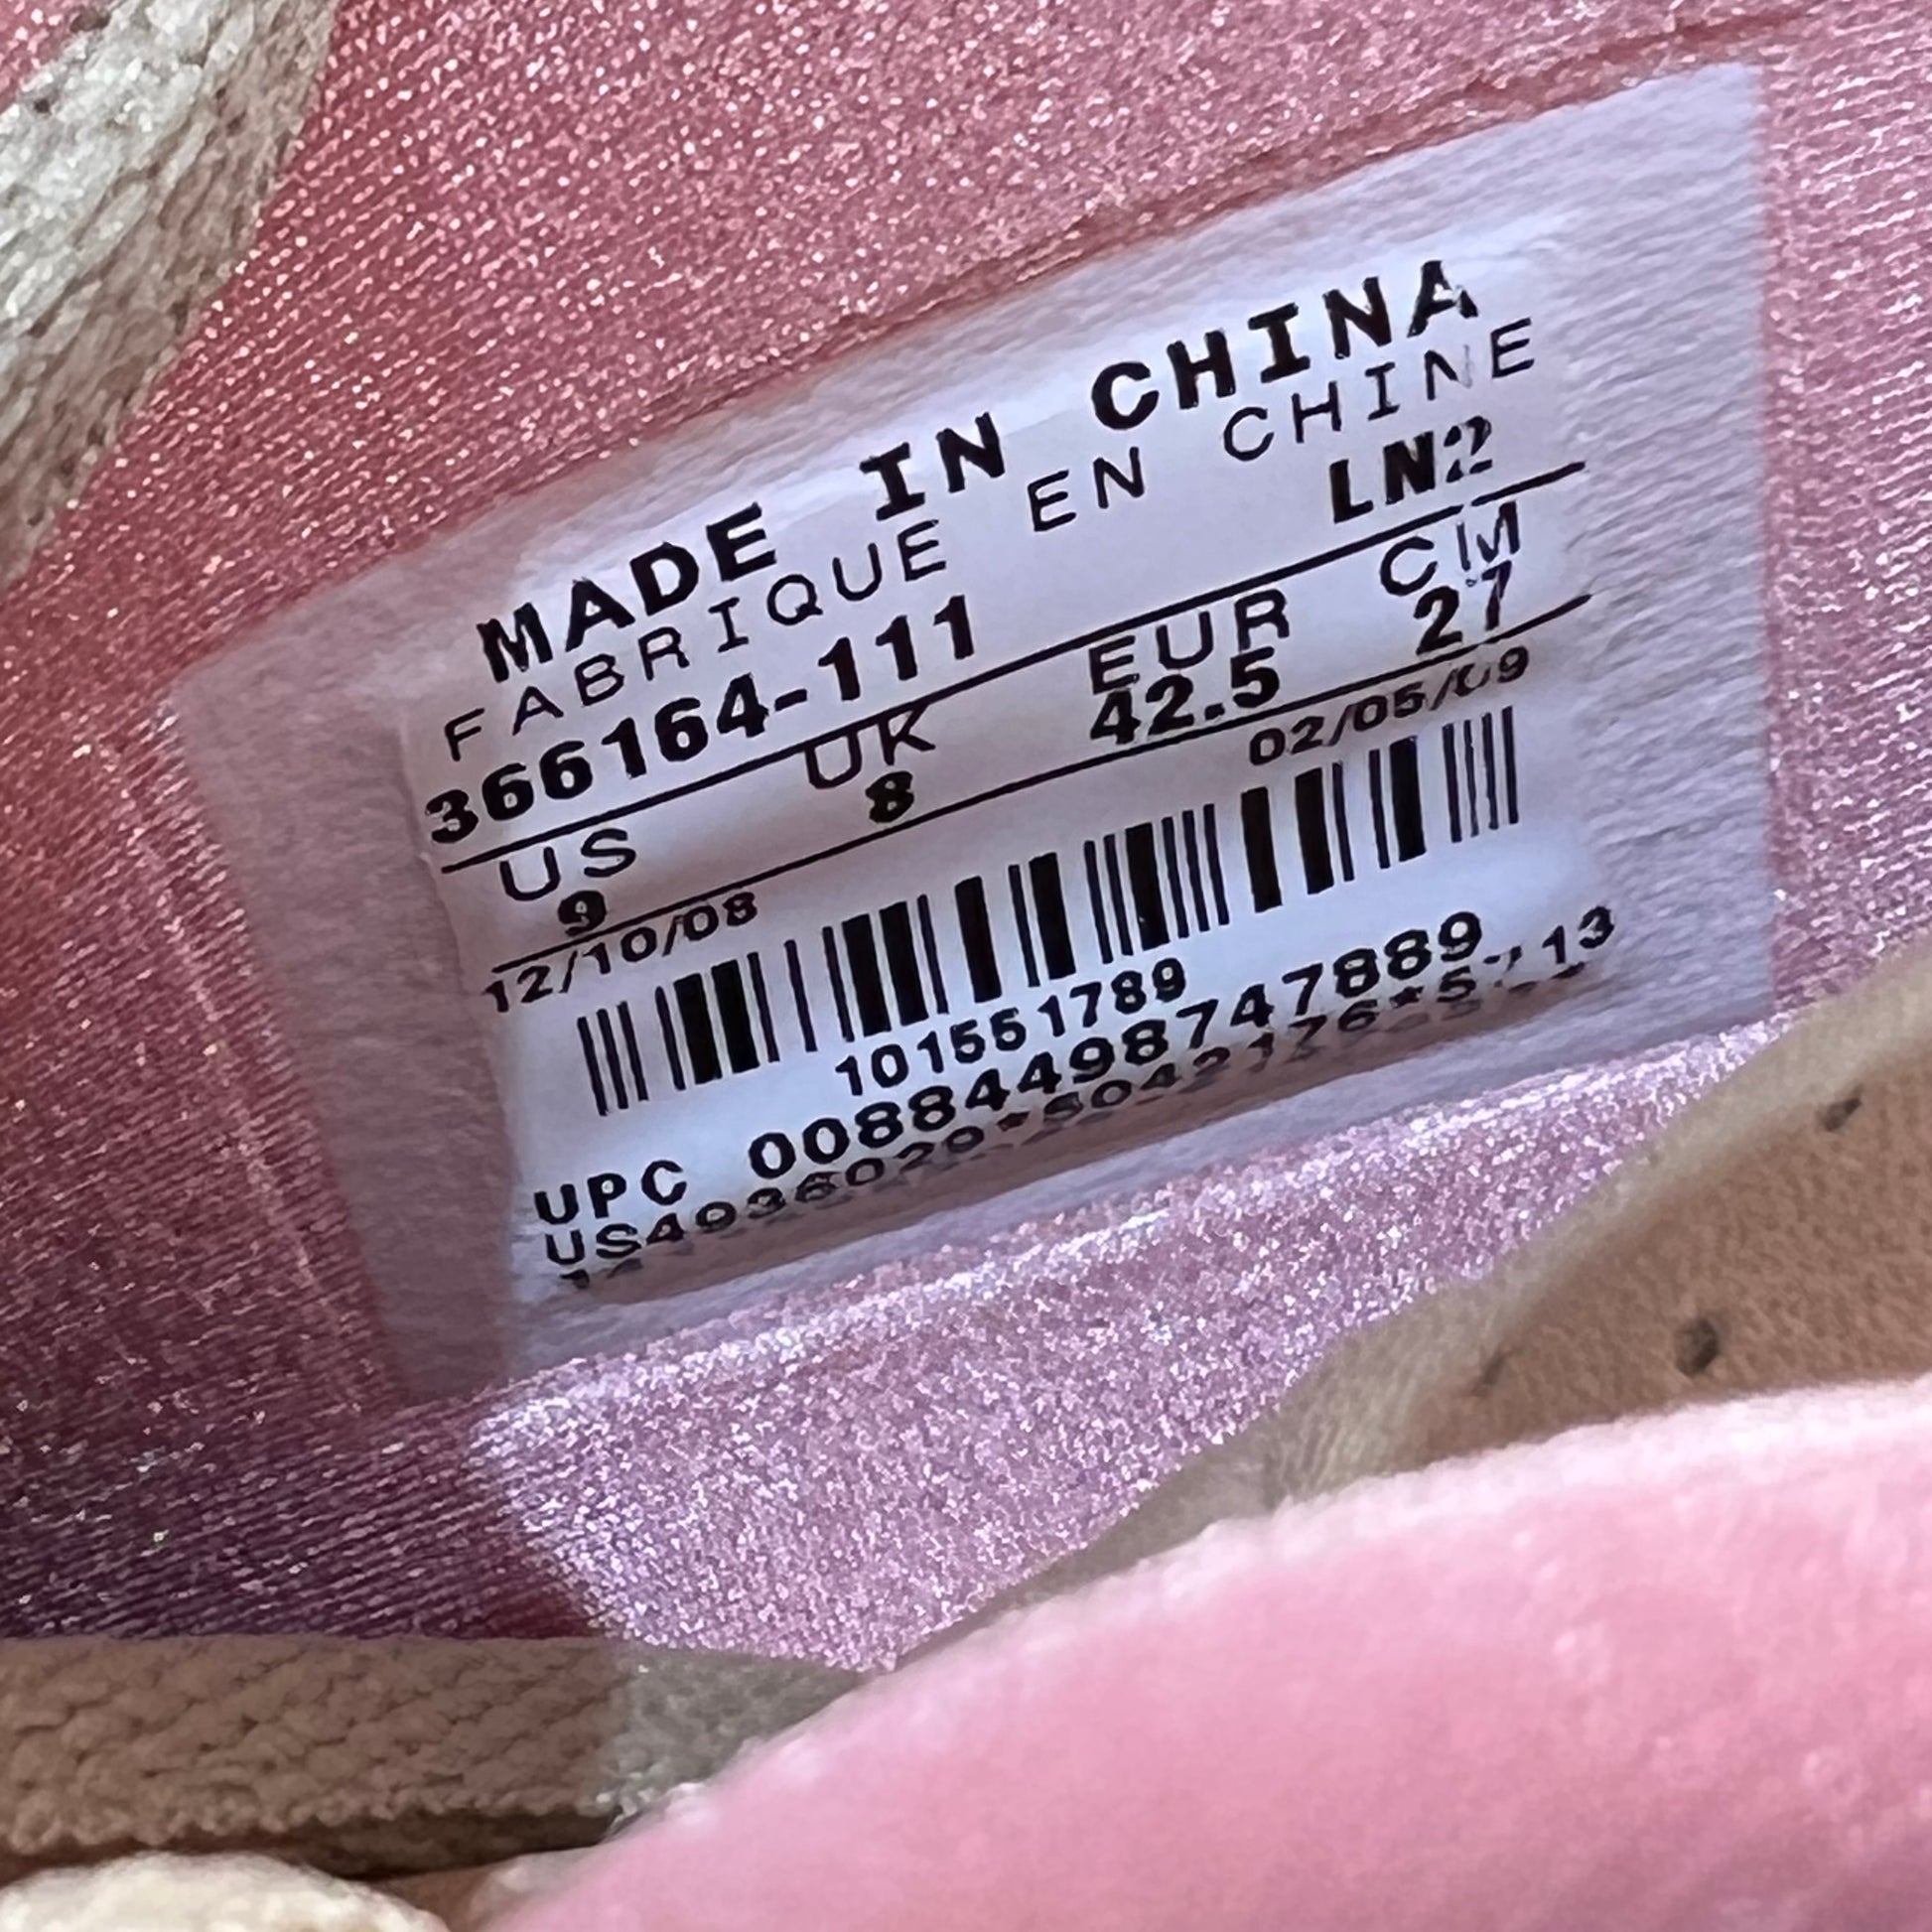 MADE IN CHINA
FABRIQUE EN CHINE
366164-111 LN2
US UK EUR CM
9 8 42.5 27
12/10/08 02/05/09
101551789
UPC 00884498747889